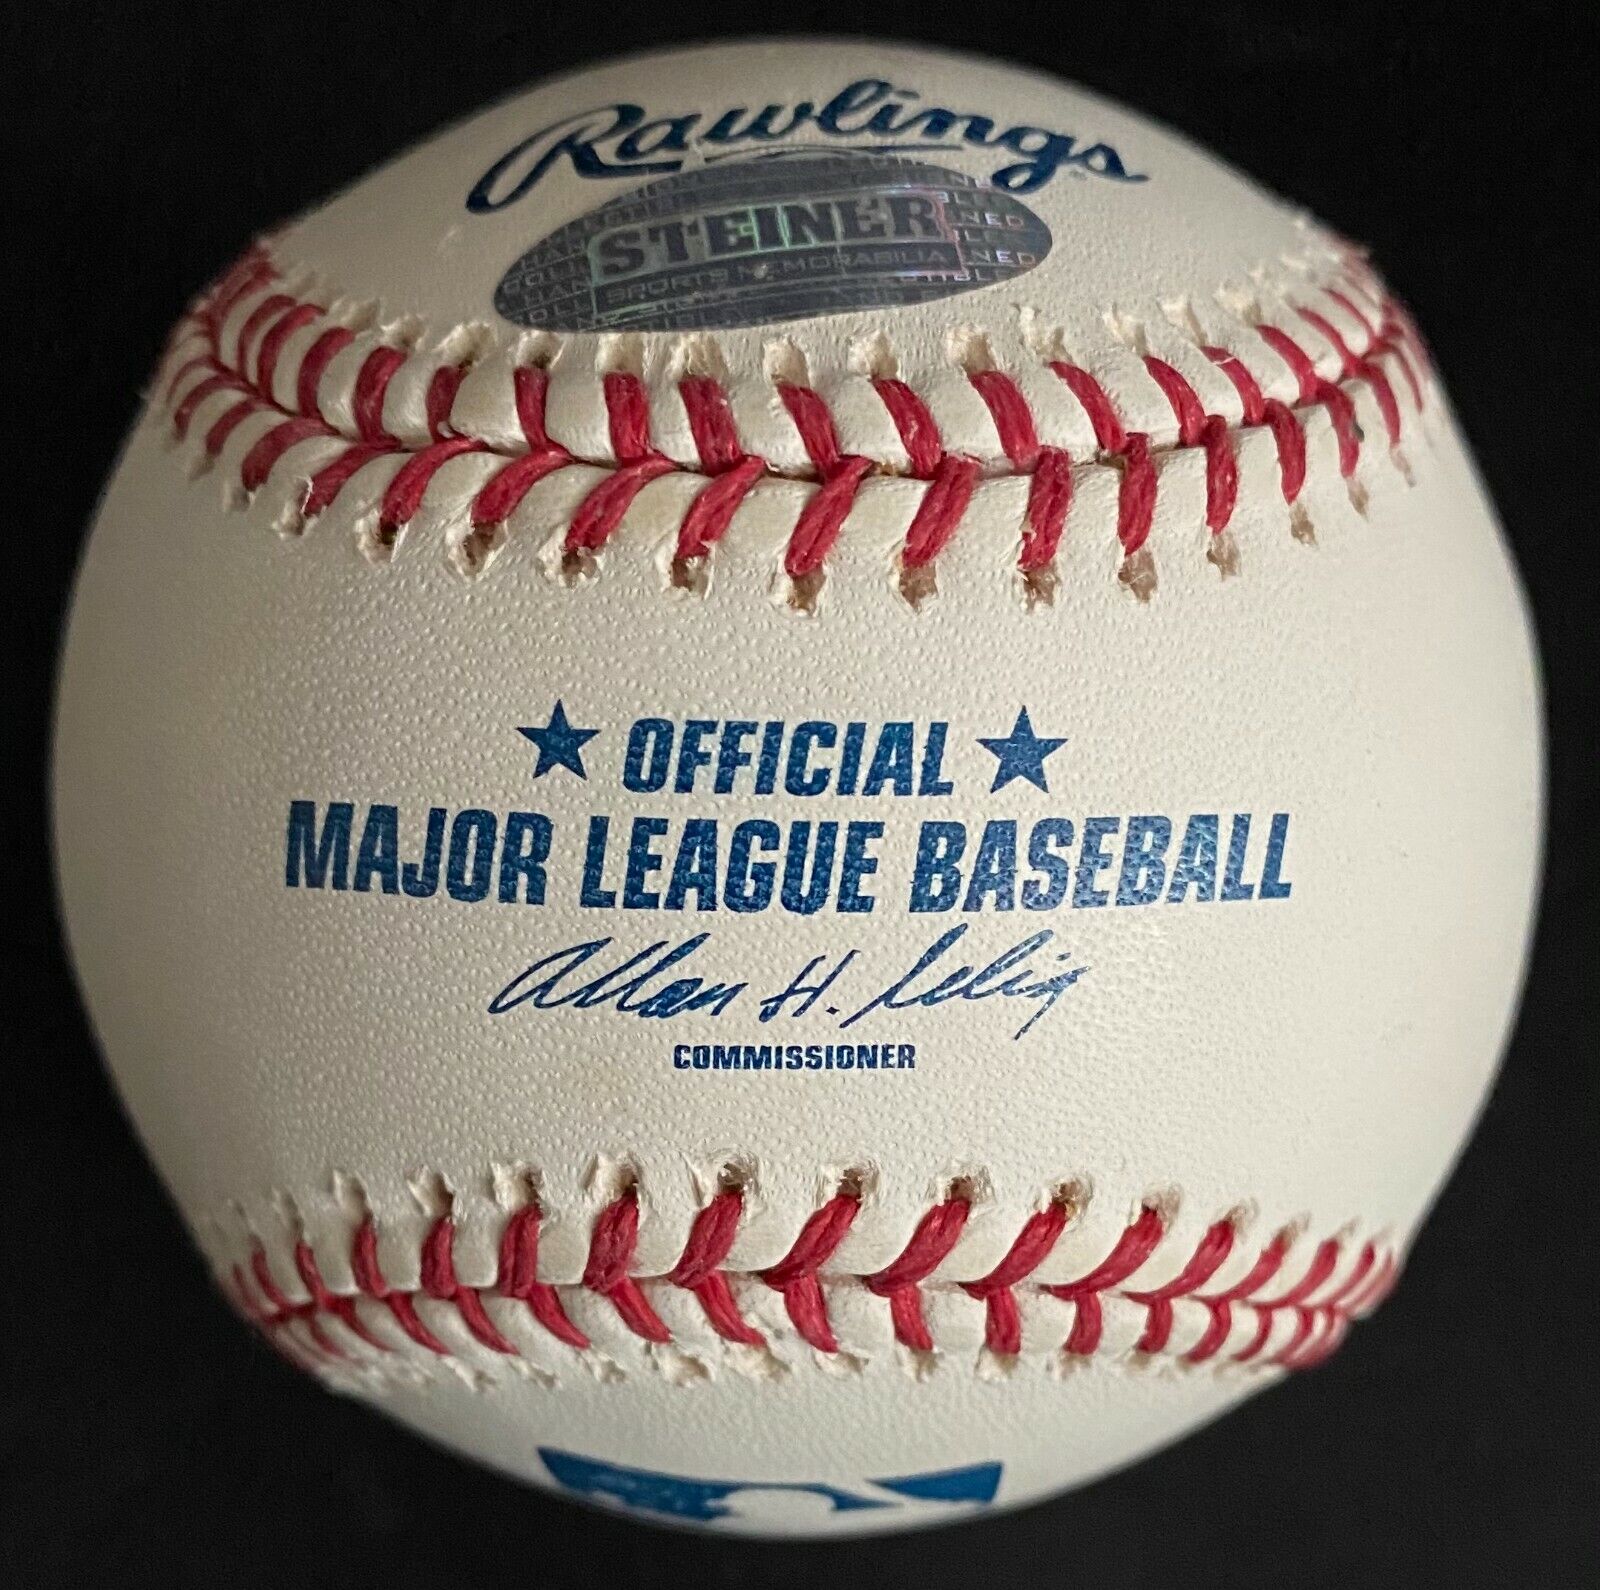 Rawlings
STEINER
SPORTS MEMORABILIA
★ OFFICIAL ★
MAJOR LEAGUE BASEBALL
Allan H. Selig
COMMISSIONER